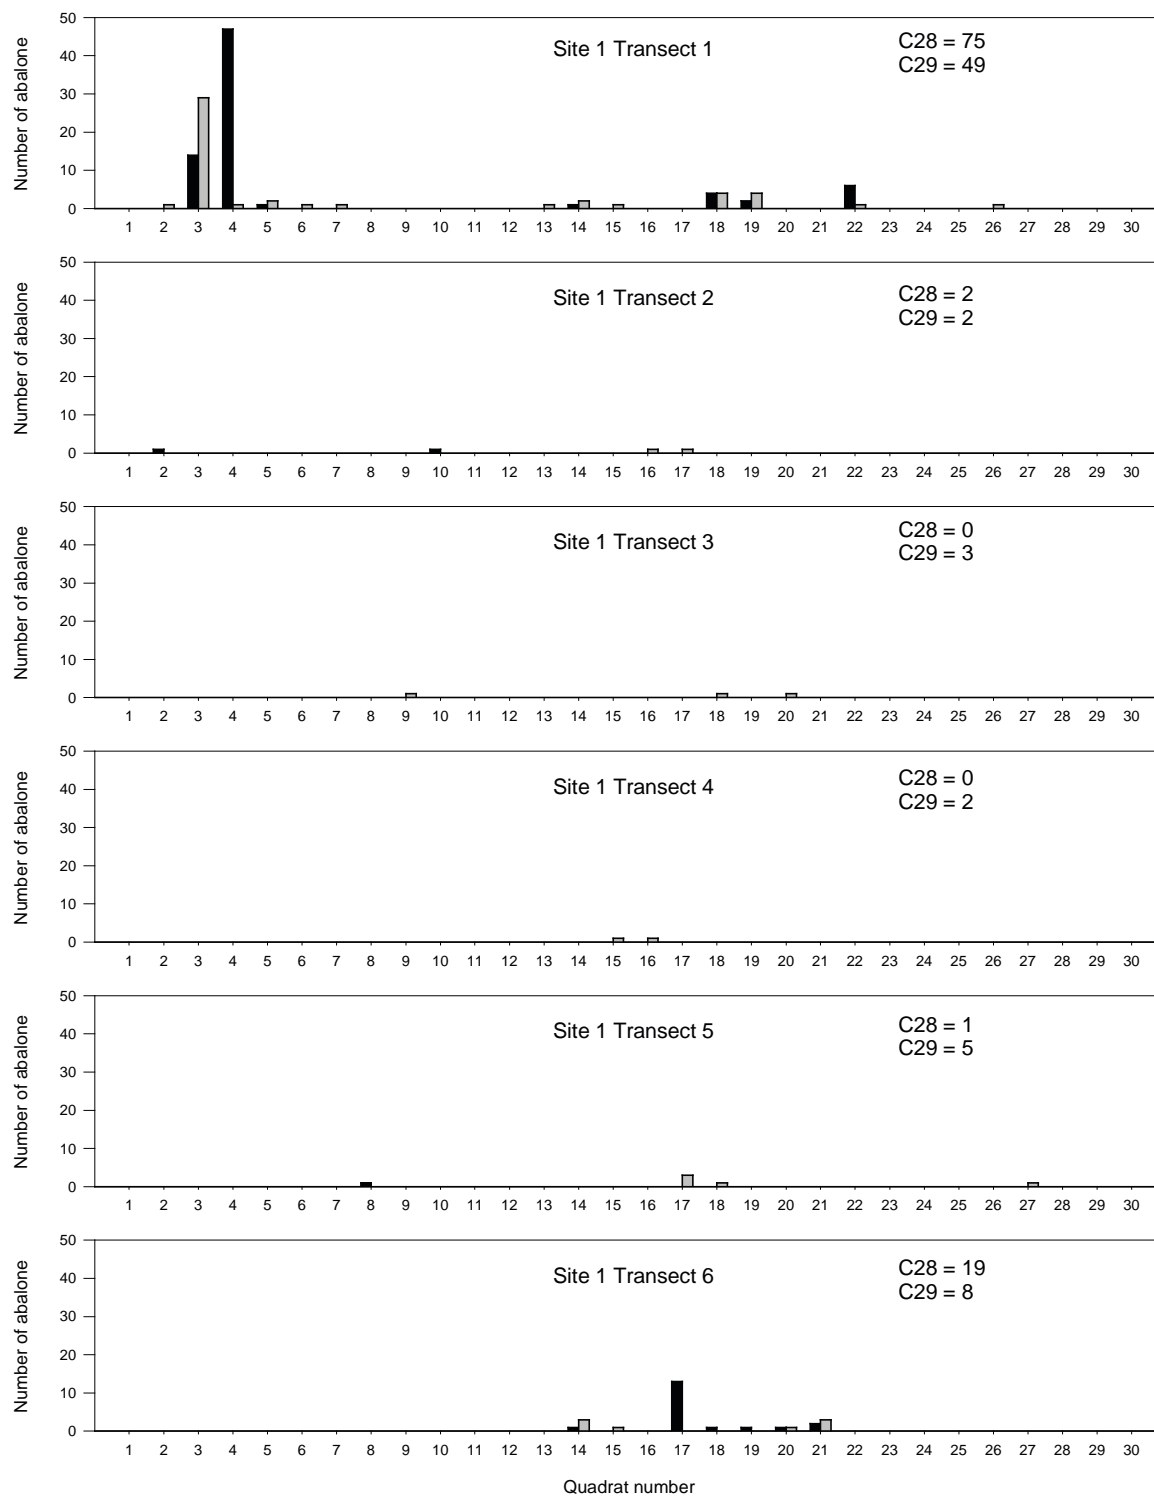 Number of abalone
50
40
30
20
10
0
Site 1 Transect 1
C28 = 75
C29 = 49
1 2 3 4 5 6 7 8 9 10 11 12 13 14 15 16 17 18 19 20 21 22 23 24 25 26 27 28 29 30
Number of abalone
50
40
30
20
10
0
Site 1 Transect 2
C28 = 2
C29 = 2
1 2 3 4 5 6 7 8 9 10 11 12 13 14 15 16 17 18 19 20 21 22 23 24 25 26 27 28 29 30
Number of abalone
50
40
30
20
10
0
Site 1 Transect 3
C28 = 0
C29 = 3
1 2 3 4 5 6 7 8 9 10 11 12 13 14 15 16 17 18 19 20 21 22 23 24 25 26 27 28 29 30
Number of abalone
50
40
30
20
10
0
Site 1 Transect 4
C28 = 0
C29 = 2
1 2 3 4 5 6 7 8 9 10 11 12 13 14 15 16 17 18 19 20 21 22 23 24 25 26 27 28 29 30
Number of abalone
50
40
30
20
10
0
Site 1 Transect 5
C28 = 1
C29 = 5
1 2 3 4 5 6 7 8 9 10 11 12 13 14 15 16 17 18 19 20 21 22 23 24 25 26 27 28 29 30
Number of abalone
50
40
30
20
10
0
Site 1 Transect 6
C28 = 19
C29 = 8
1 2 3 4 5 6 7 8 9 10 11 12 13 14 15 16 17 18 19 20 21 22 23 24 25 26 27 28 29 30
Quadrat number